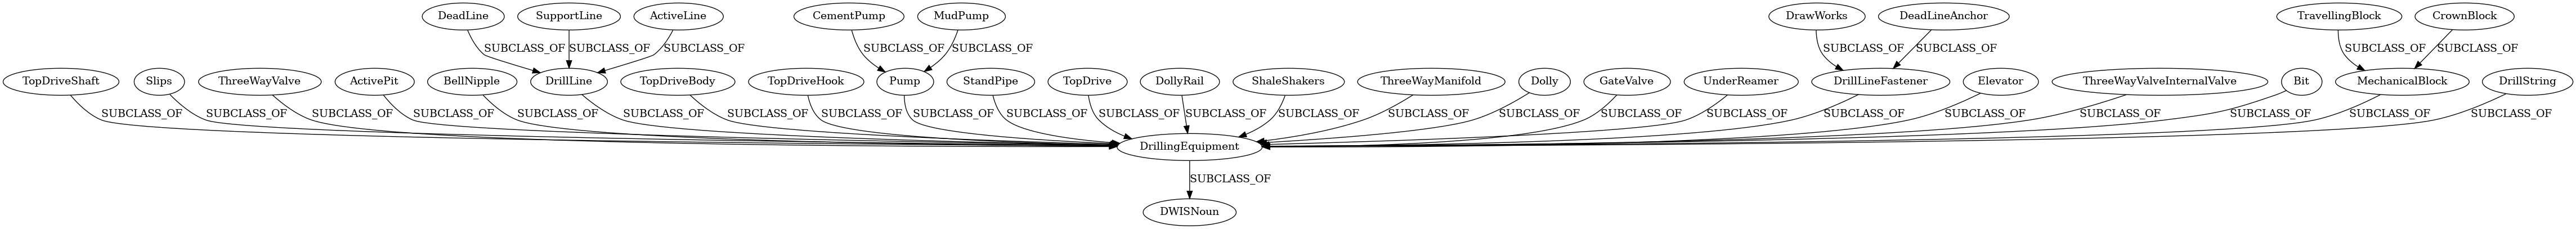 DeadLine SupportLine ActiveLine CementPump MudPump DrawWorks DeadLineAnchor TravellingBlock CrownBlock
SUBCLASS_OF SUBCLASS_OF SUBCLASS_OF SUBCLASS_OF SUBCLASS_OF SUBCLASS_OF SUBCLASS_OF SUBCLASS_OF SUBCLASS_OF
TopDriveShaft Slips ThreeWayValve ActivePit BellNipple DrillLine TopDriveBody TopDriveHook Pump StandPipe TopDrive DollyRail ShaleShakers ThreeWayManifold Dolly GateValve UnderReamer DrillLineFastener Elevator ThreeWayValveInternalValve Bit MechanicalBlock DrillString
SUBCLASS_OF SUBCLASS_OF SUBCLASS_OF SUBCLASS_OF SUBCLASS_OF SUBCLASS_OF SUBCLASS_OF SUBCLASS_OF SUBCLASS_OF SUBCLASS_OF SUBCLASS_OF SUBCLASS_OF SUBCLASS_OF SUBCLASS_OF SUBCLASS_OF SUBCLASS_OF SUBCLASS_OF SUBCLASS_OF SUBCLASS_OF SUBCLASS_OF SUBCLASS_OF SUBCLASS_OF SUBCLASS_OF
DrillingEquipment
SUBCLASS_OF
DWISNoun